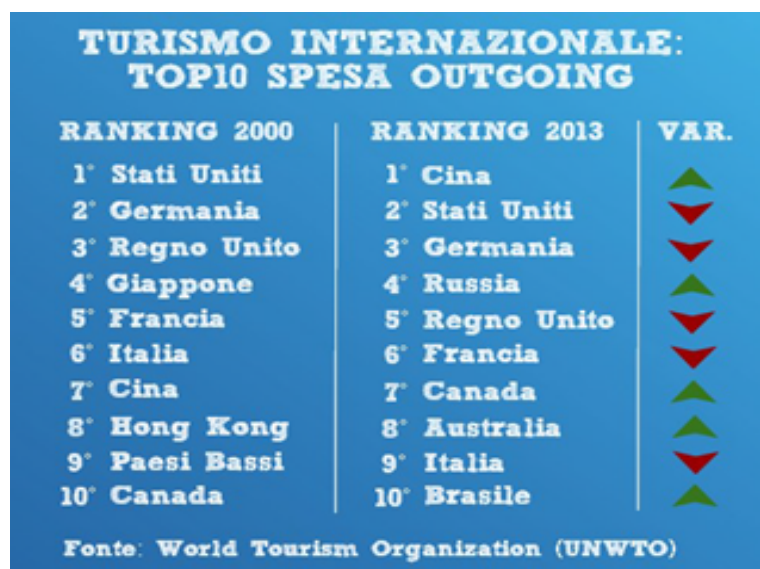 TURISMO INTERNAZIONALE:
TOP10 SPESA OUTGOING
RANKING 2000 RANKING 2013 VAR.
1° Stati Uniti 1° Cina
2° Germania 2° Stati Uniti
3° Regno Unito 3° Germania
4° Giappone 4° Russia
5° Francia 5° Regno Unito
6° Italia 6° Francia
7° Cina 7° Canada
8° Hong Kong 8° Australia
9° Paesi Bassi 9° Italia
10° Canada 10° Brasile
Fonte: World Tourism Organization (UNWTO)